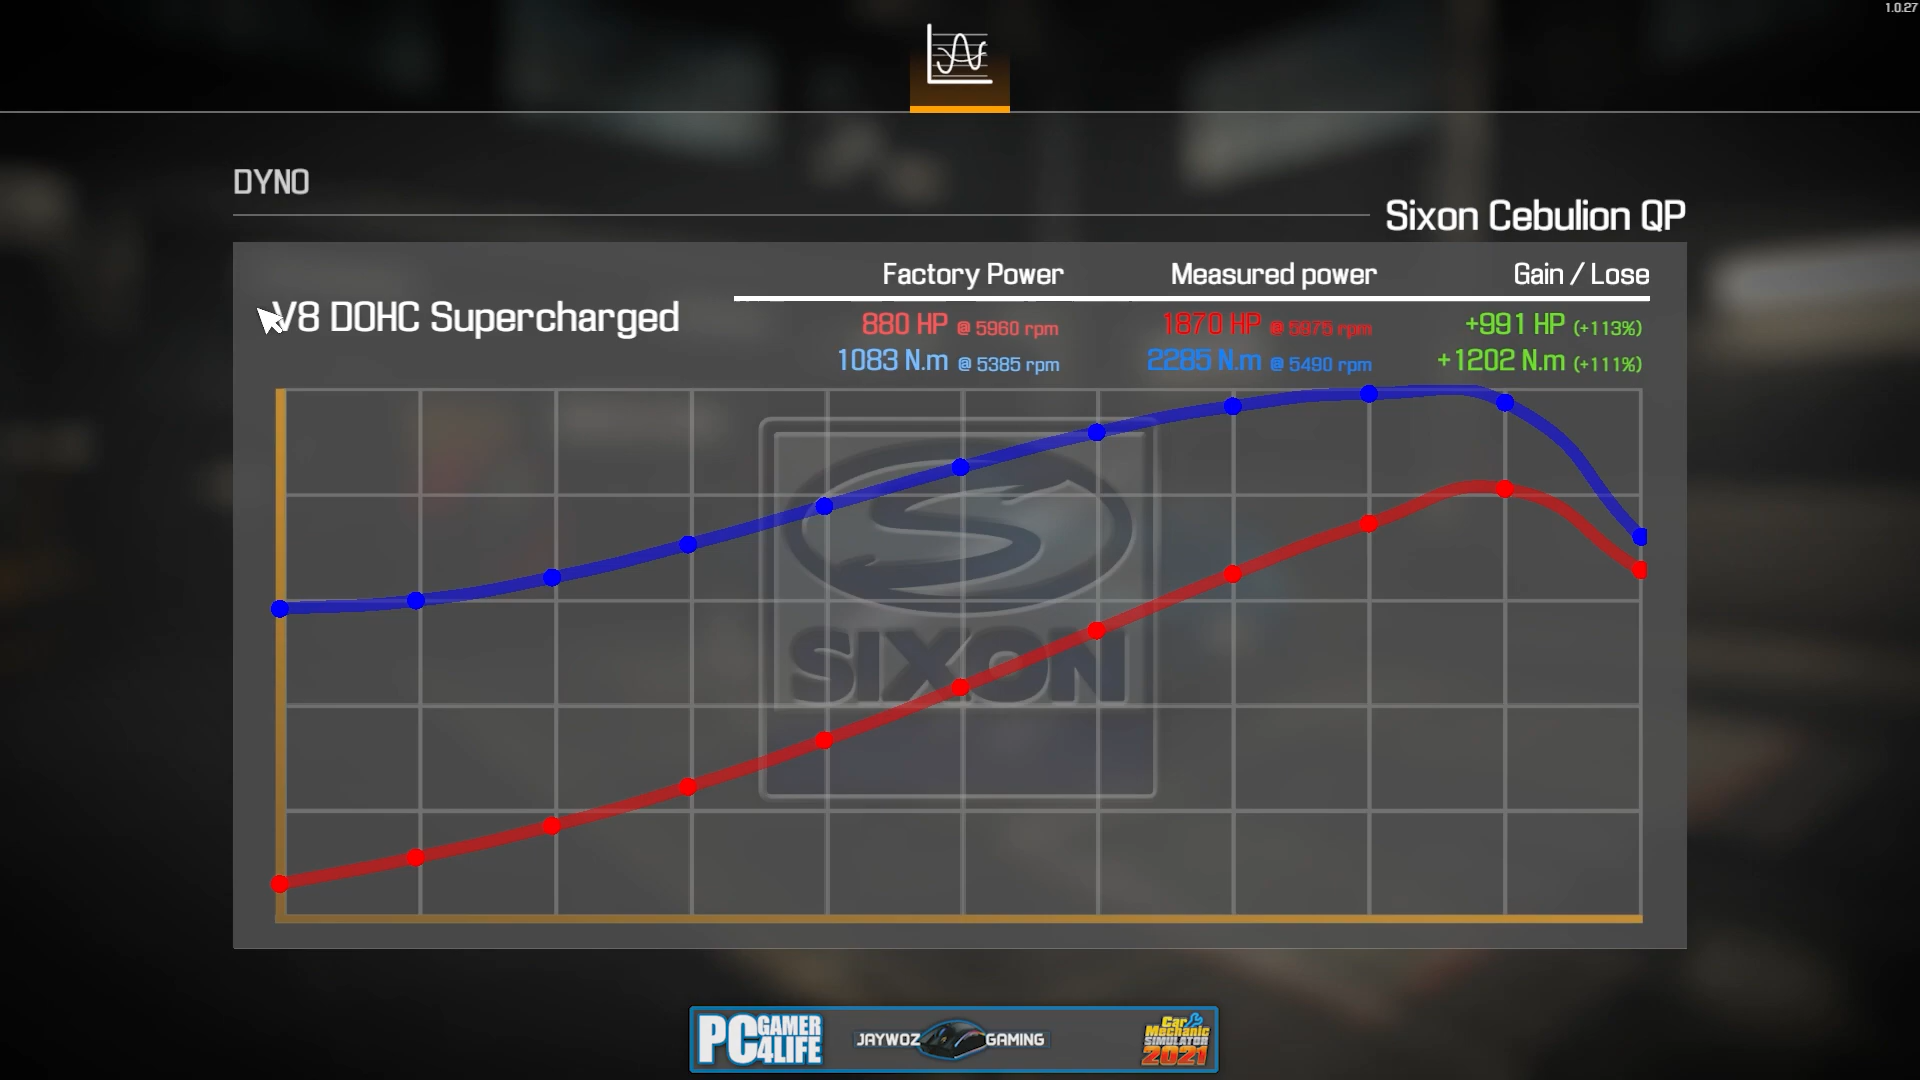 1.0.27
DYNO
Sixon Cebulion QP
Factory Power Measured power Gain / Lose
V8 DOHC Supercharged
880 HP @ 5960 rpm 1870 HP @ 5975 rpm +991 HP (+113%)
1083 N.m @ 5385 rpm 2285 N.m @ 5490 rpm +1202 N.m (+111%)
SIXON
PC GAMER 4LIFE
JAYWOZ GAMING
Car Mechanic SIMULATOR 2021